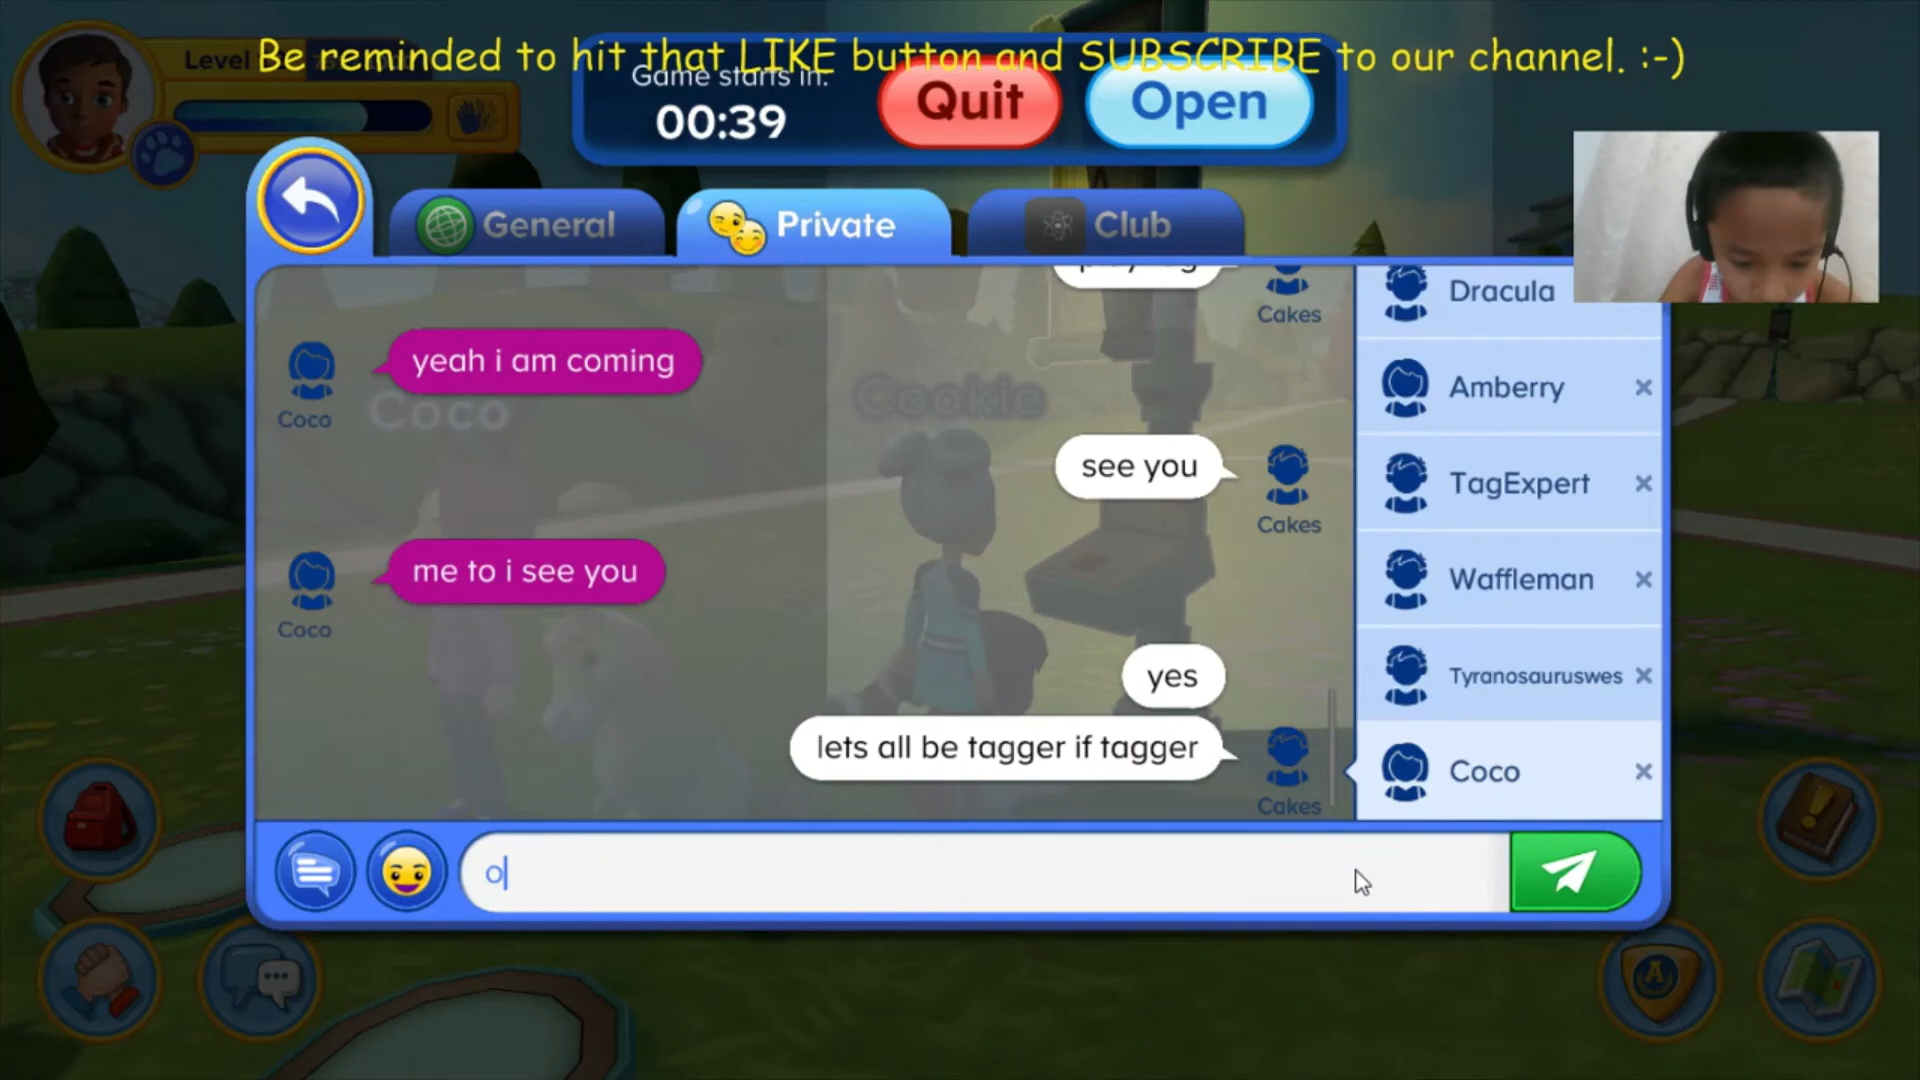 Be reminded to hit that LIKE button and SUBSCRIBE to our channel. :-)
Level
Game starts in:
00:39
Quit
Open
General
Private
Club
Cakes
Dracula
yeah i am coming
Coco
Coco
Cookie
Amberry
see you
Cakes
TagExpert
me to i see you
Coco
Waffleman
yes
Tyranosauruswes
lets all be tagger if tagger
Cakes
Coco
o
A